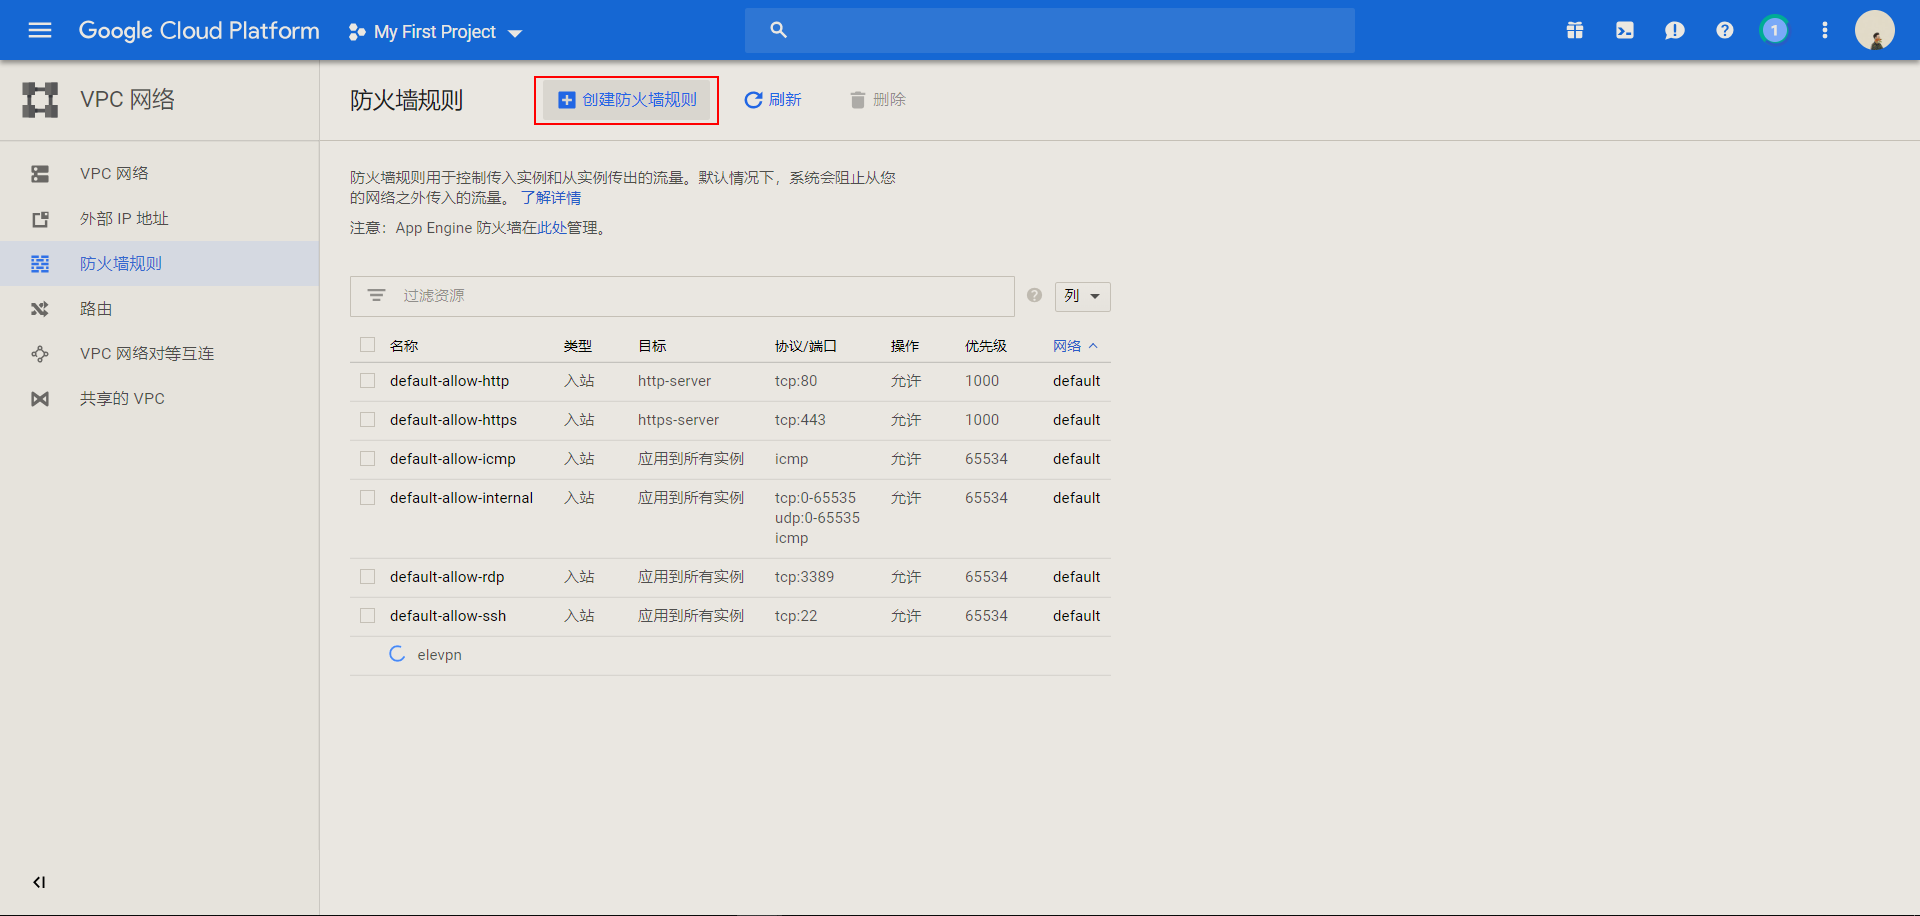 Google Cloud Platform
My First Project
1
VPC 网络
防火墙规则
创建防火墙规则
刷新
删除
VPC 网络
外部 IP 地址
防火墙规则
路由
VPC 网络对等互连
共享的 VPC
防火墙规则用于控制传入实例和从实例传出的流量。默认情况下，系统会阻止从您
的网络之外传入的流量。 了解详情
注意：App Engine 防火墙在此处管理。
过滤资源
列
名称 类型 目标 协议/端口 操作 优先级 网络
default-allow-http 入站 http-server tcp:80 允许 1000 default
default-allow-https 入站 https-server tcp:443 允许 1000 default
default-allow-icmp 入站 应用到所有实例 icmp 允许 65534 default
default-allow-internal 入站 应用到所有实例 tcp:0-65535 允许 65534 default
udp:0-65535
icmp
default-allow-rdp 入站 应用到所有实例 tcp:3389 允许 65534 default
default-allow-ssh 入站 应用到所有实例 tcp:22 允许 65534 default
elevpn